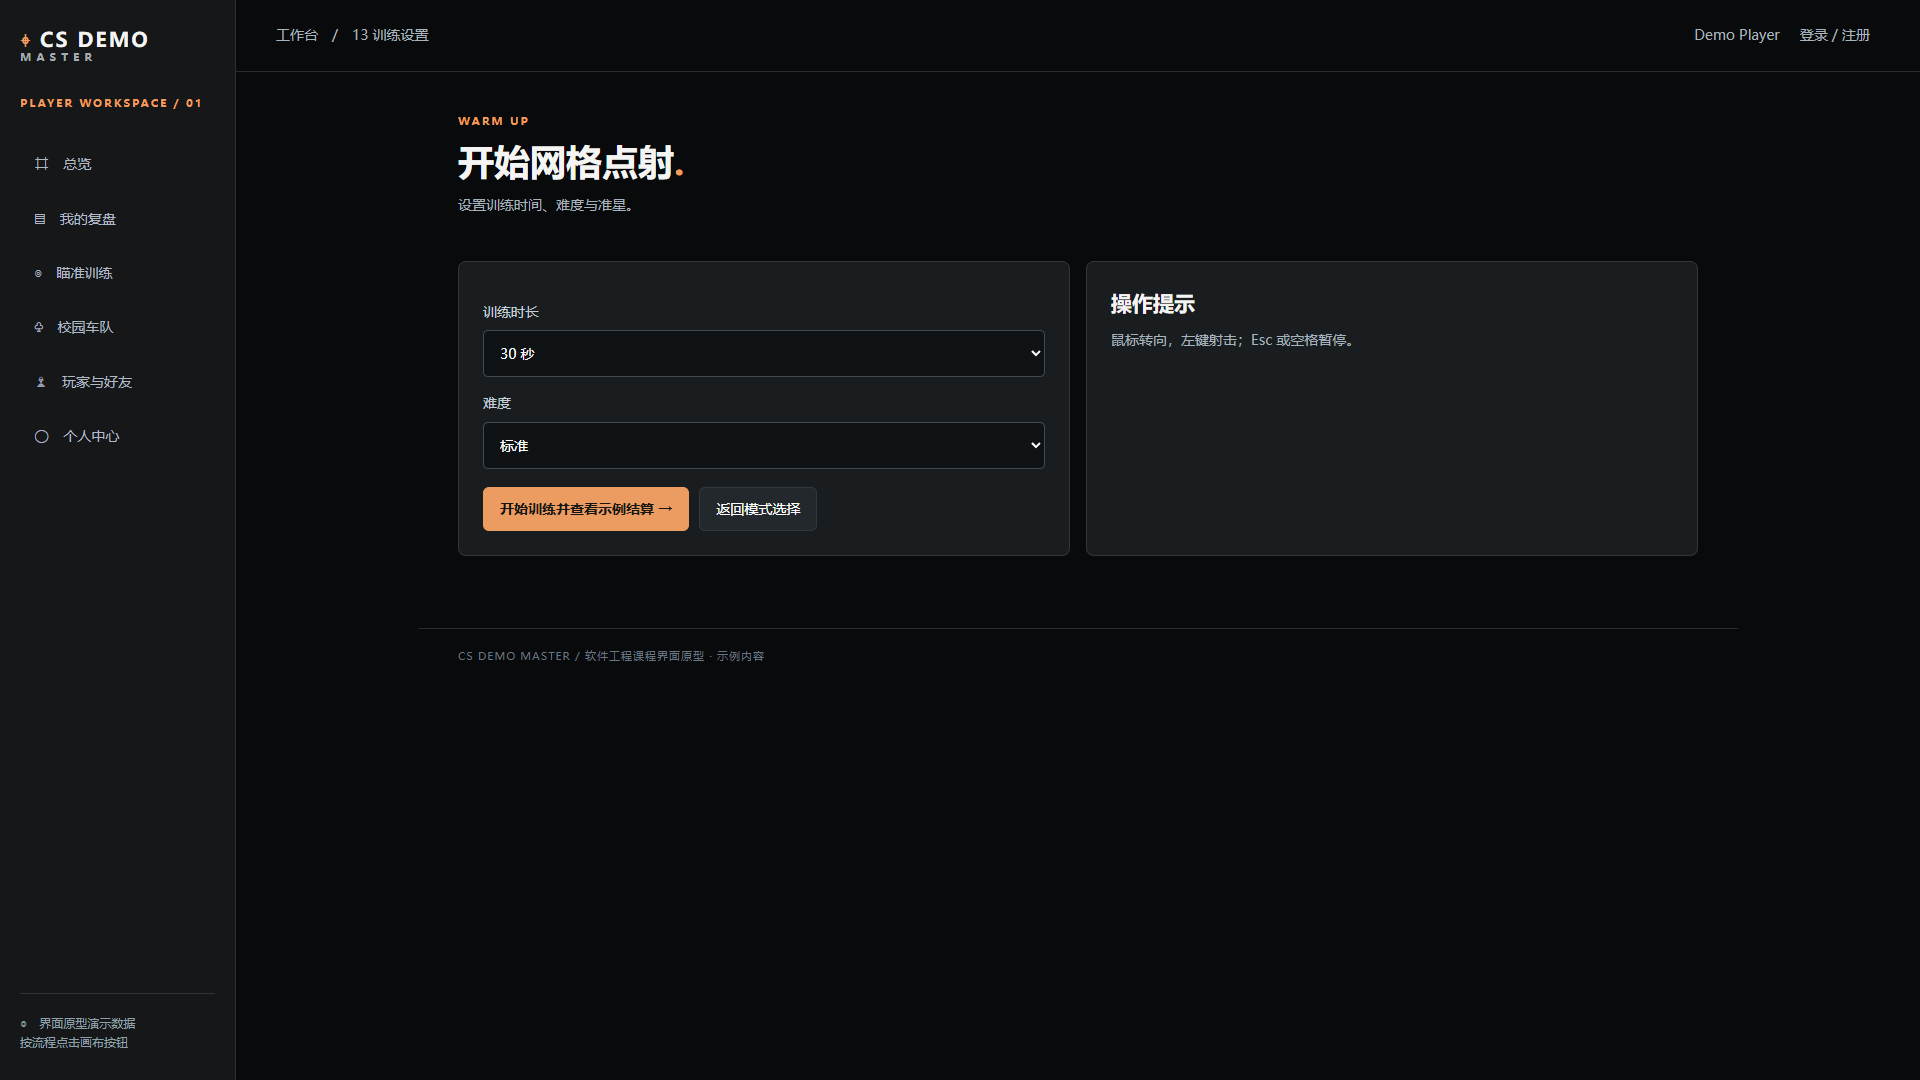 CS DEMO
MASTER
PLAYER WORKSPACE / 01
总览
我的复盘
瞄准训练
校园车队
玩家与好友
个人中心
界面原型演示数据
按流程点击画布按钮
工作台 / 13 训练设置
Demo Player 登录 / 注册
WARM UP
开始网格点射.
设置训练时间、难度与准星。
训练时长
30 秒
难度
标准
开始训练并查看示例结算 →
返回模式选择
操作提示
鼠标转向，左键射击；Esc 或空格暂停。
CS DEMO MASTER / 软件工程课程界面原型 · 示例内容